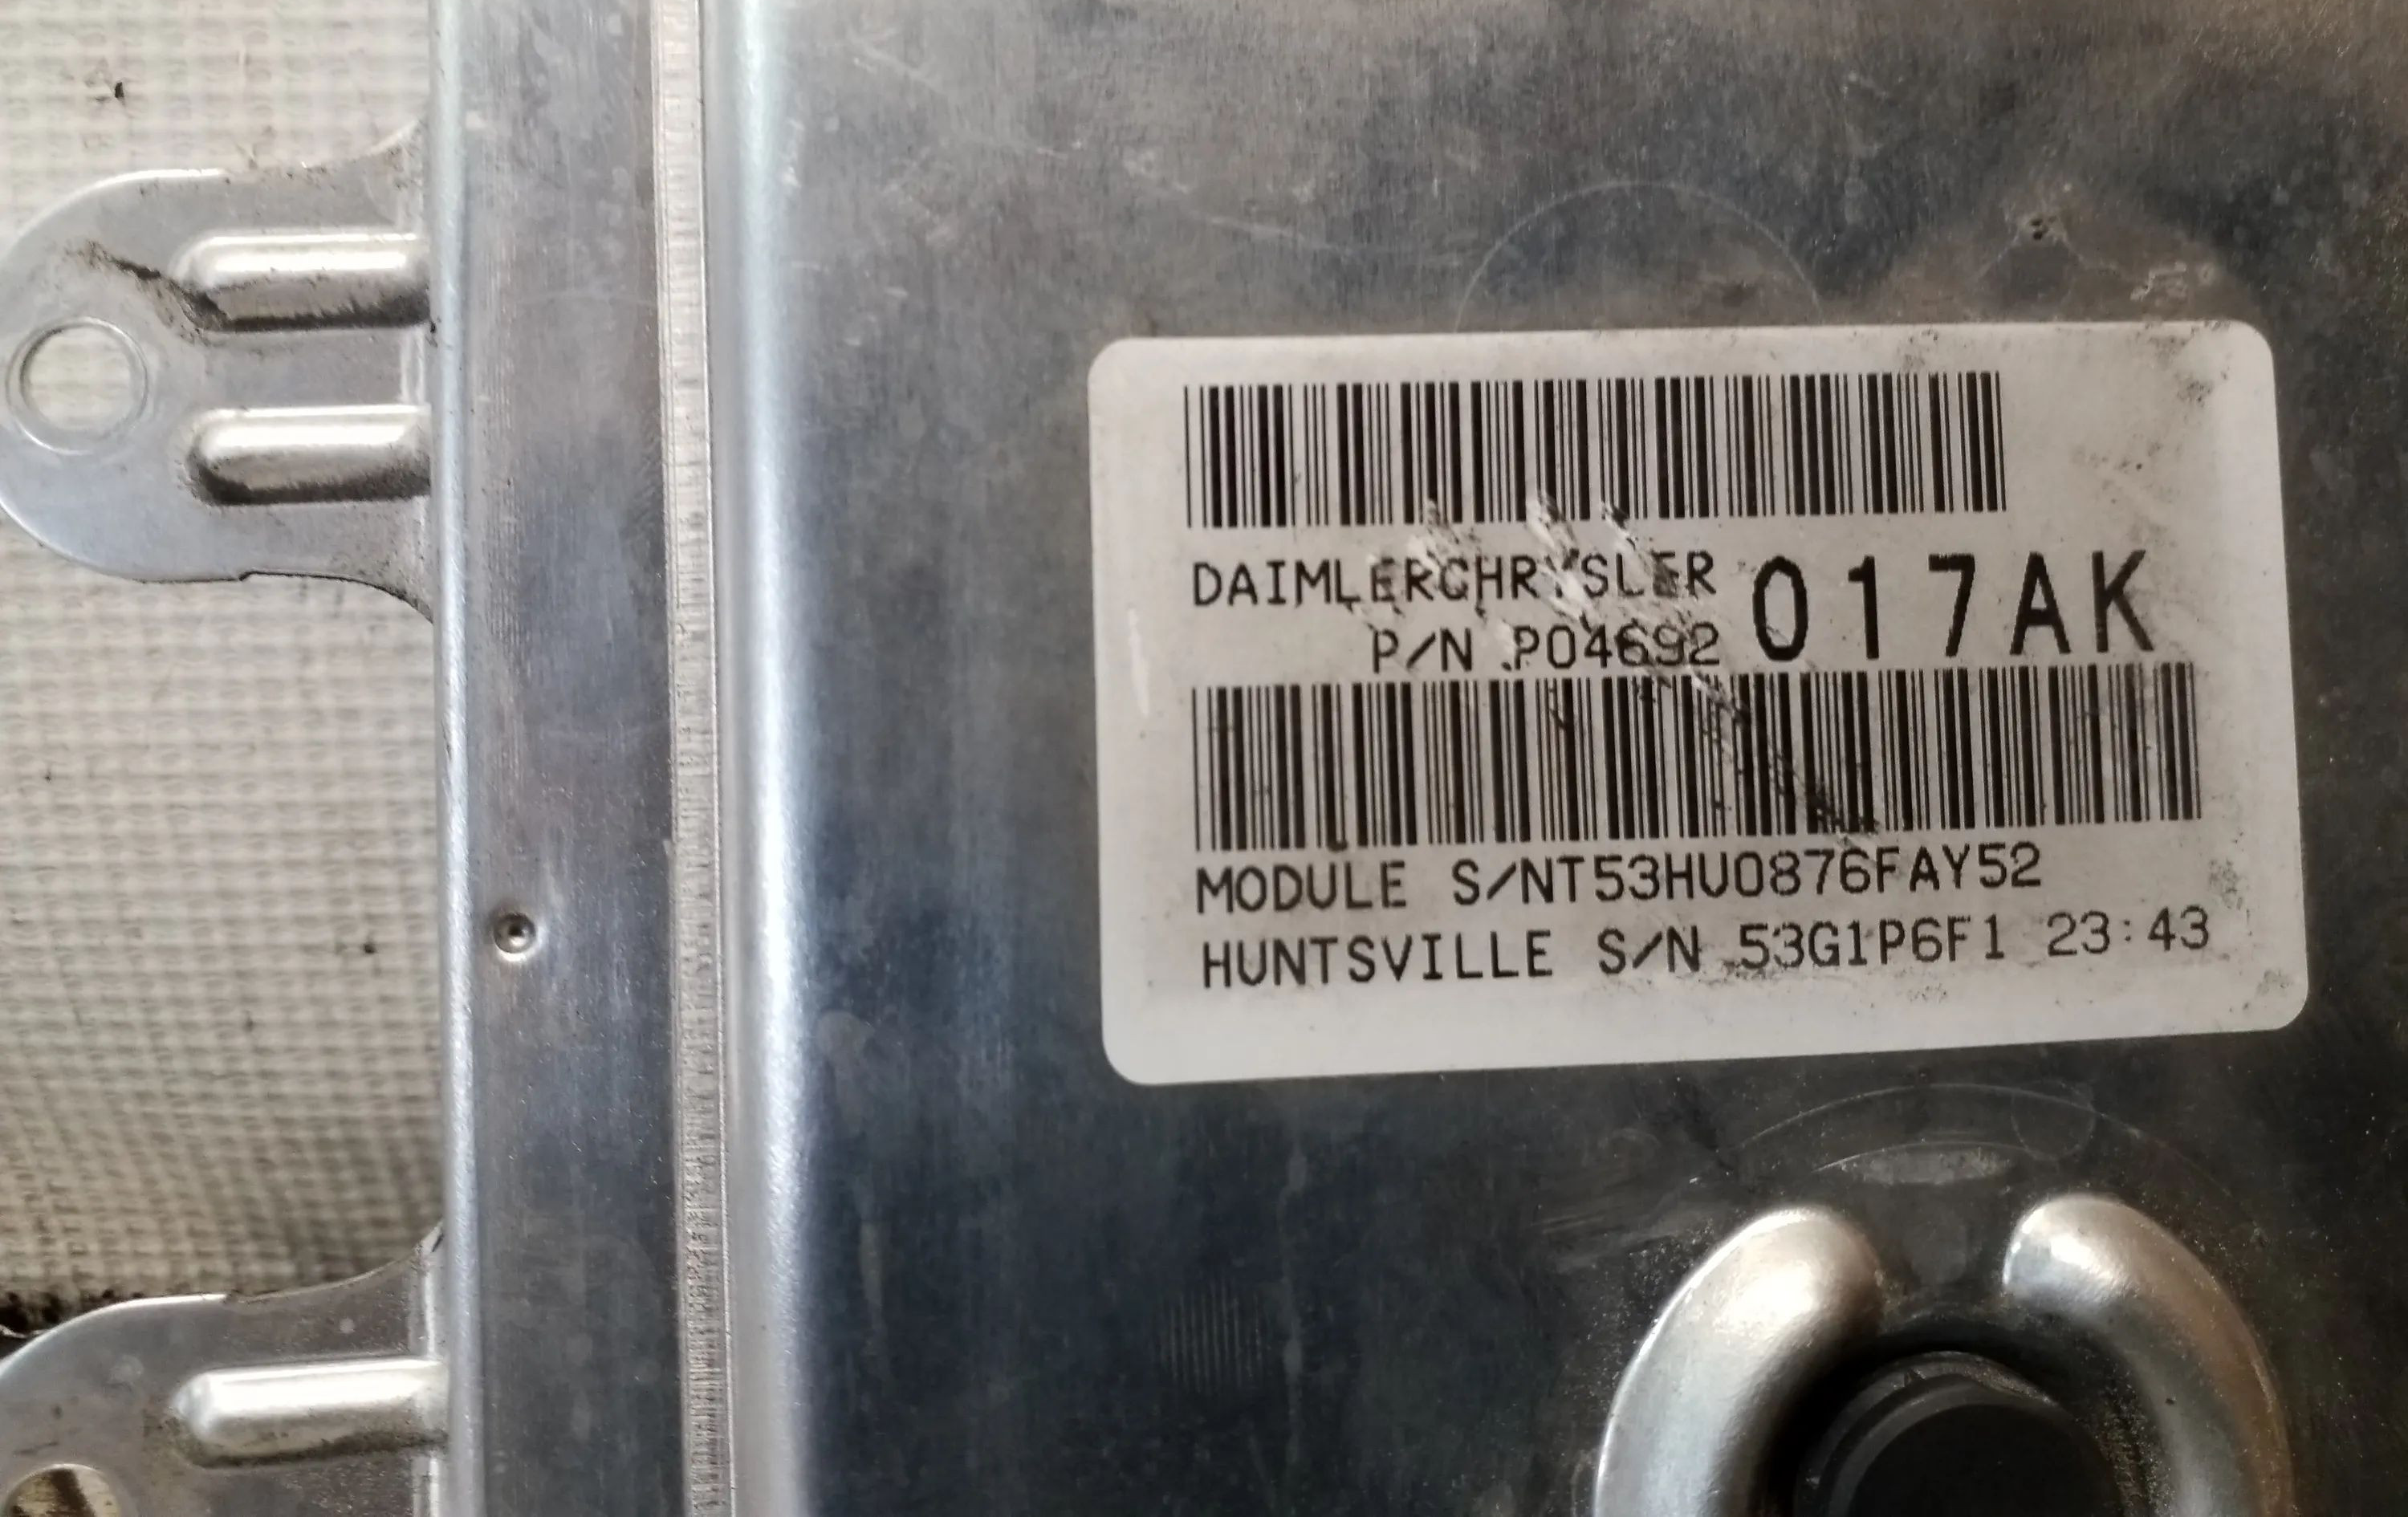 DAIMLERCHRYSLER 017AK
P/N P04692
MODULE S/NT53HU0876FAY52
HUNTSVILLE S/N 53G1P6F1 23:43